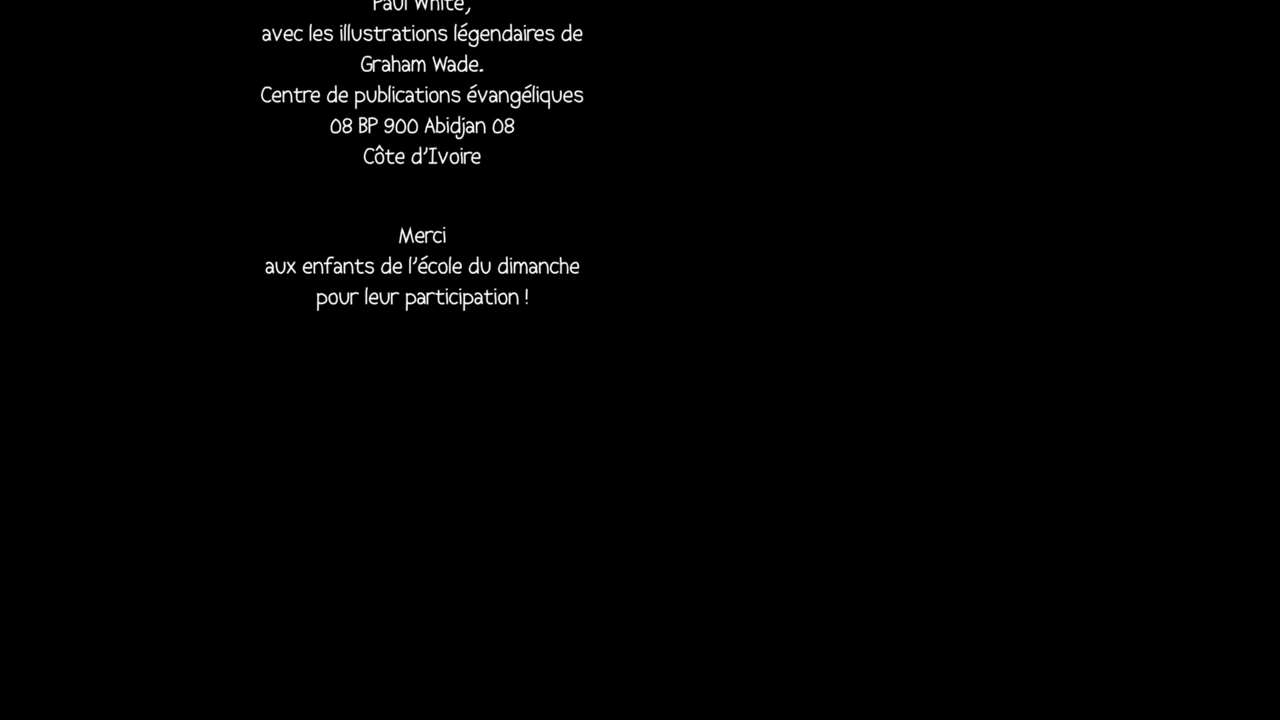 Paul White,
avec les illustrations légendaires de
Graham Wade.
Centre de publications évangéliques
08 BP 900 Abidjan 08
Côte d'Ivoire
Merci
aux enfants de l'école du dimanche
pour leur participation !